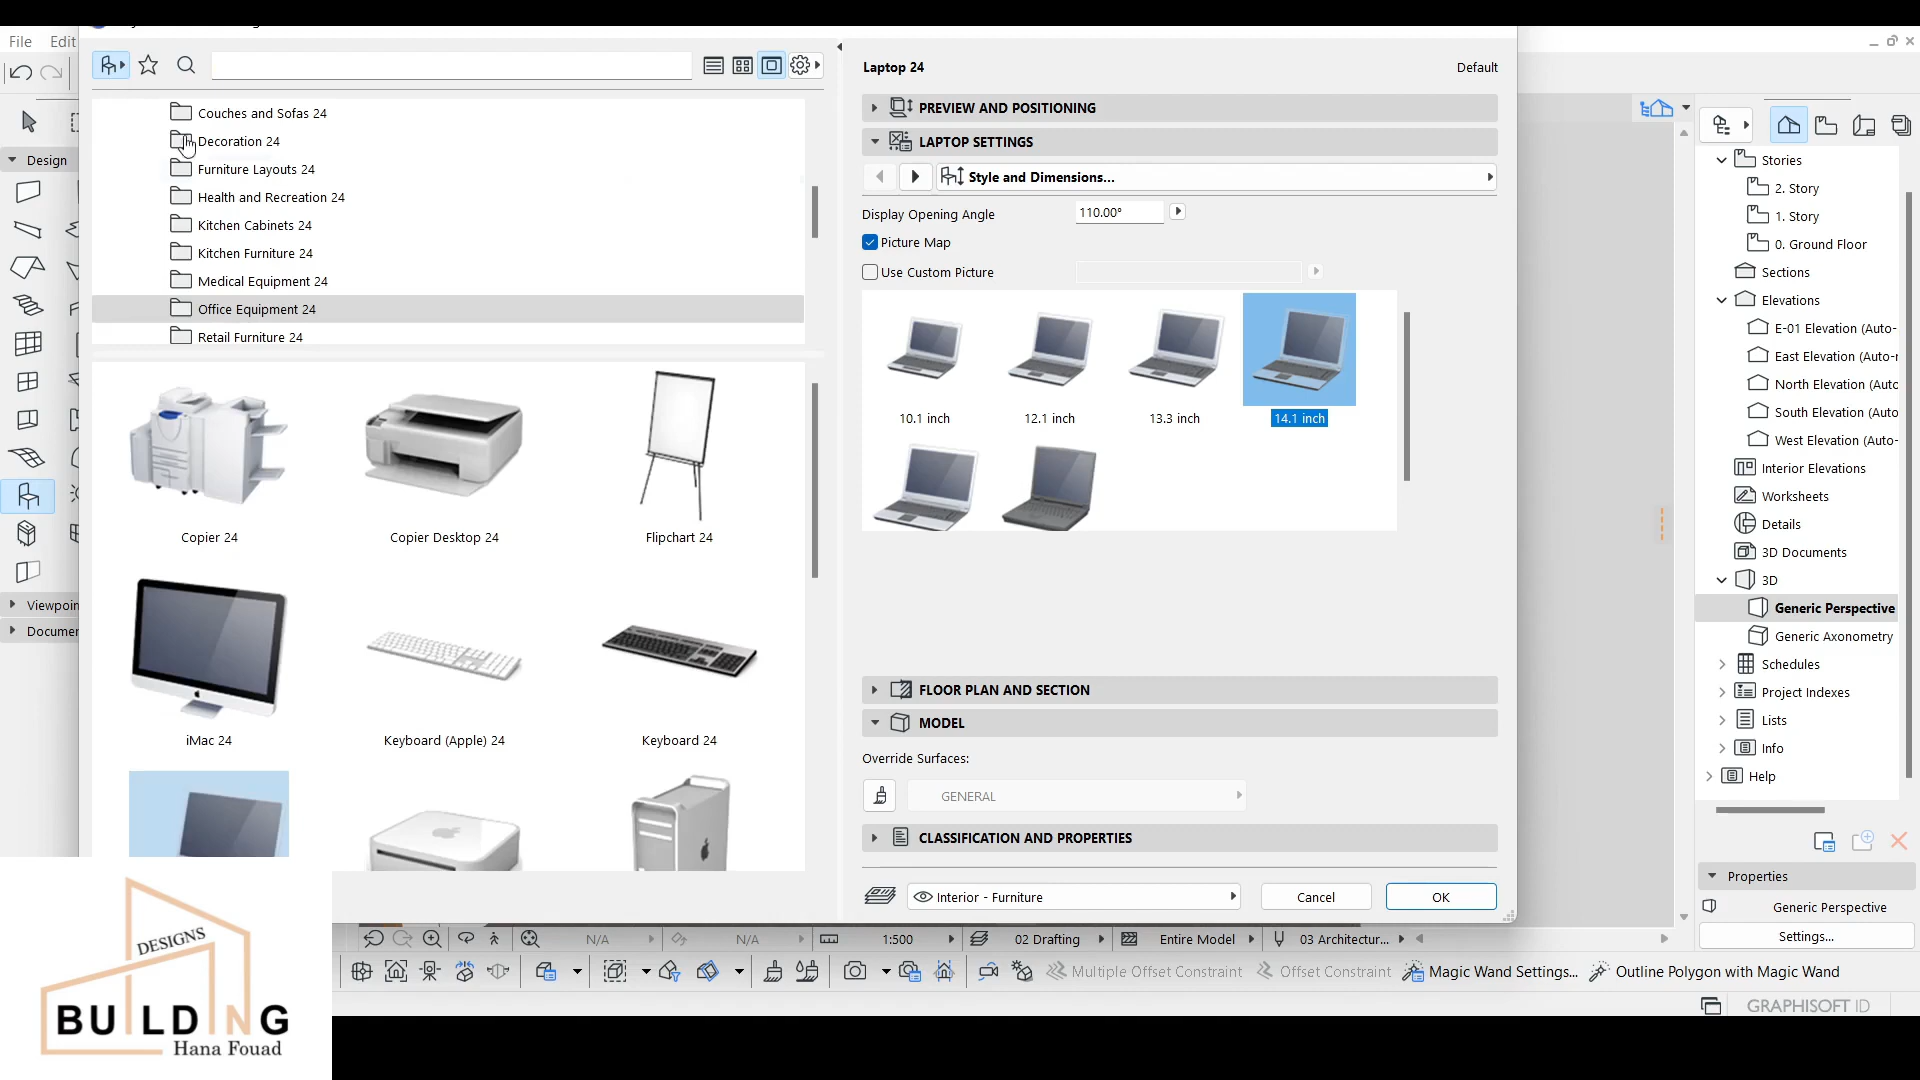 File Edit
Design
Viewpoin
Documen
Couches and Sofas 24
Decoration 24
Furniture Layouts 24
Health and Recreation 24
Kitchen Cabinets 24
Kitchen Furniture 24
Medical Equipment 24
Office Equipment 24
Retail Furniture 24
Copier 24
Copier Desktop 24
Flipchart 24
iMac 24
Keyboard (Apple) 24
Keyboard 24
Laptop 24
Default
PREVIEW AND POSITIONING
LAPTOP SETTINGS
Style and Dimensions...
Display Opening Angle
110.00°
Picture Map
Use Custom Picture
10.1 inch
12.1 inch
13.3 inch
14.1 inch
FLOOR PLAN AND SECTION
MODEL
Override Surfaces:
GENERAL
CLASSIFICATION AND PROPERTIES
Interior - Furniture
Cancel
OK
Stories
2. Story
1. Story
0. Ground Floor
Sections
Elevations
E-01 Elevation (Auto-
East Elevation (Auto-r
North Elevation (Auto
South Elevation (Auto
West Elevation (Auto-
Interior Elevations
Worksheets
Details
3D Documents
3D
Generic Perspective
Generic Axonometry
Schedules
Project Indexes
Lists
Info
Help
Properties
Generic Perspective
Settings...
N/A
N/A
1:500
02 Drafting
Entire Model
03 Architectur...
Multiple Offset Constraint
Offset Constraint
Magic Wand Settings...
Outline Polygon with Magic Wand
GRAPHISOFT ID
DESIGNS
BUILDING
Hana Fouad